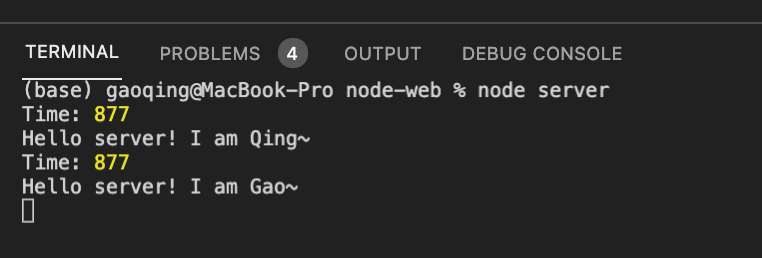 TERMINAL PROBLEMS 4 OUTPUT DEBUG CONSOLE
(base) gaoqing@MacBook-Pro node-web % node server
Time: 877
Hello server! I am Qing~
Time: 877
Hello server! I am Gao~